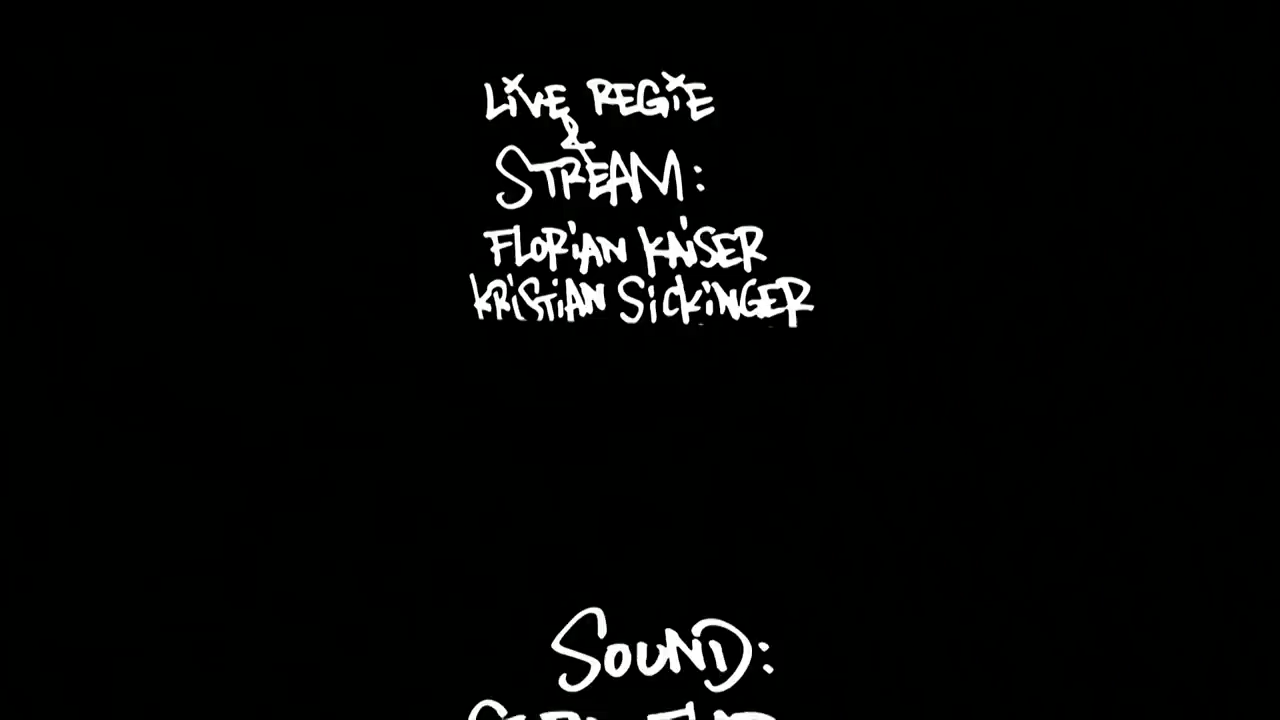 LiVE REGiE
&
STREAM:
FLORiAN KAiSER
KRiSTiAN SiCKiNGER
SOUND: